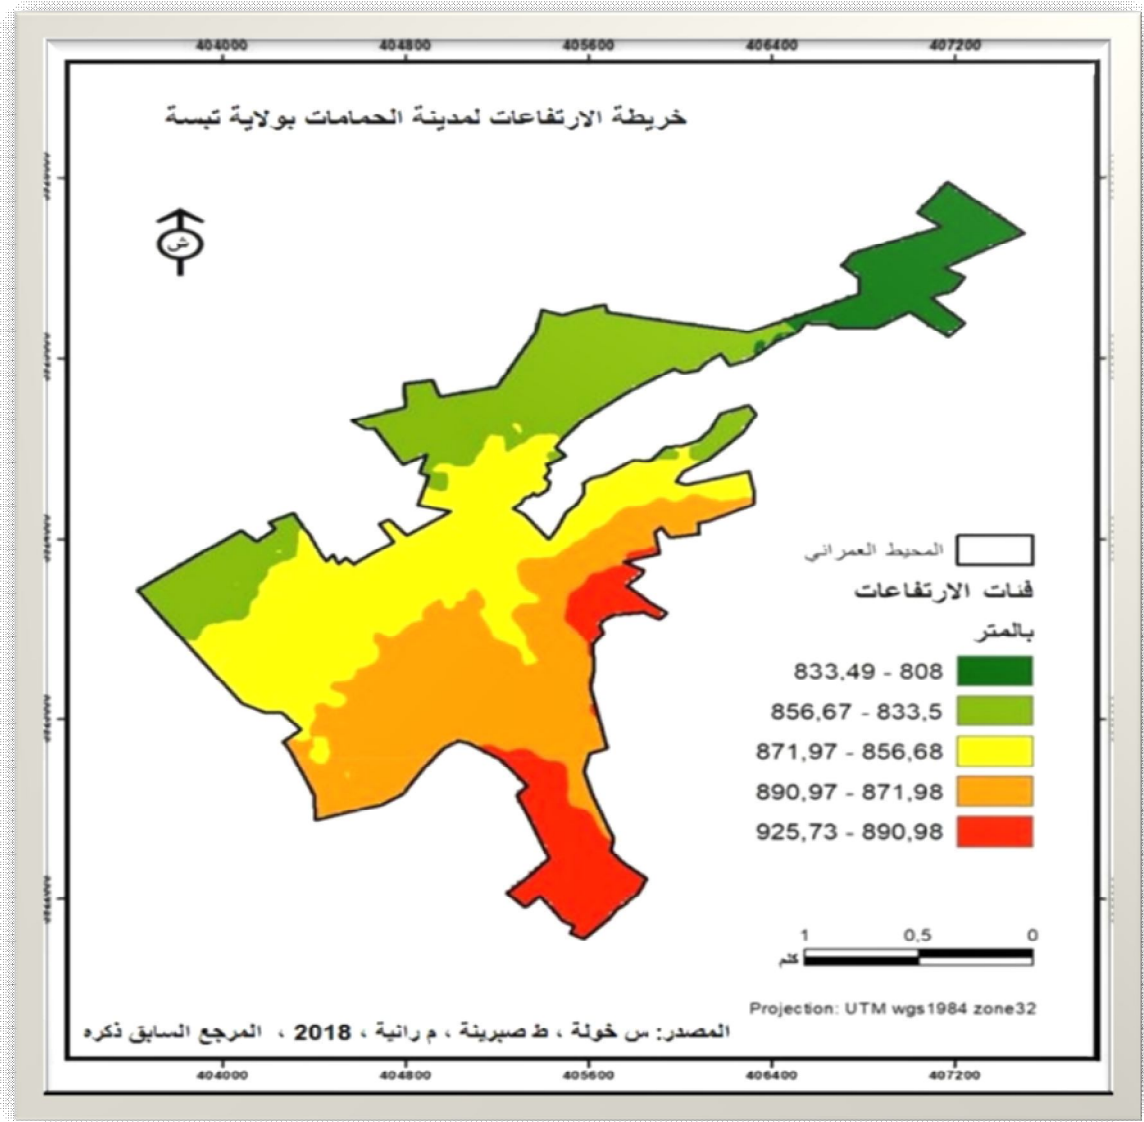 404000 404800 405600 406400 407200
خريطة الارتفاعات لمدينة الحمامات بولاية تبسة
ش
المحيط العمراني
فئات الارتفاعات
بالمتر
833,49 - 808
856,67 - 833,5
871,97 - 856,68
890,97 - 871,98
925,73 - 890,98
1 0,5 0
كلم
Projection: UTM wgs1984 zone32
المصدر: س خولة ، ط صبرينة ، م رانية ، 2018 ، المرجع السابق ذكره
404000 404800 405600 406400 407200